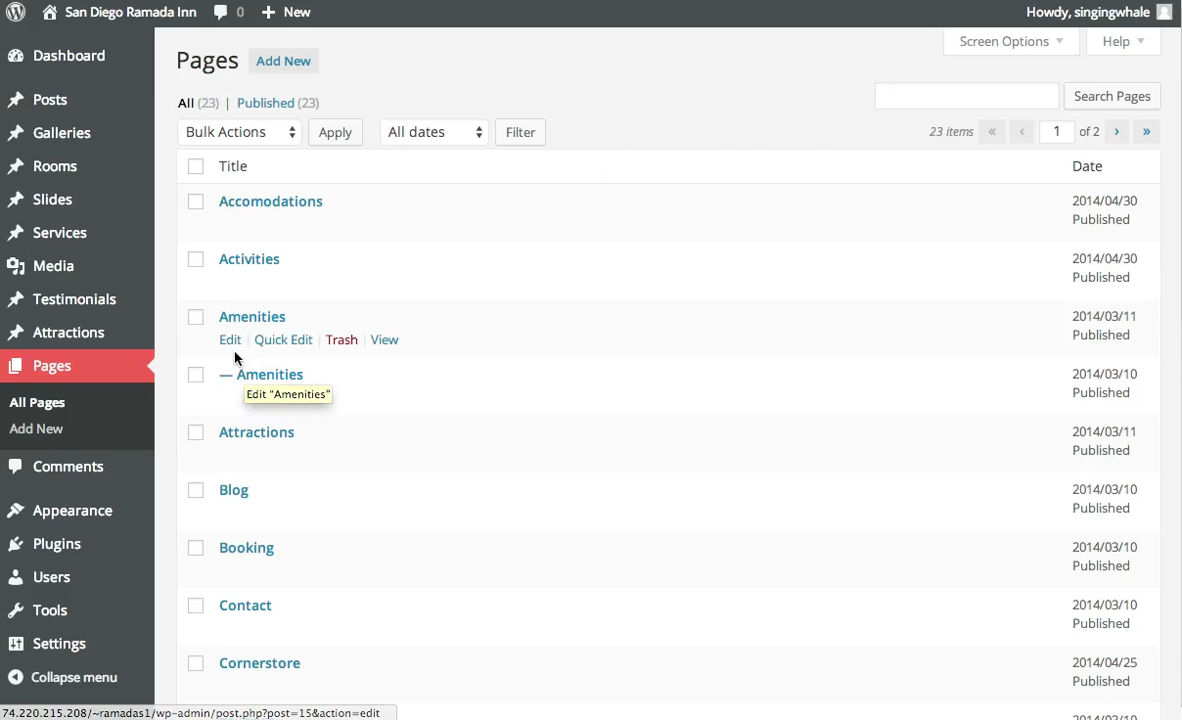 San Diego Ramada Inn 0 New Howdy, singingwhale
Dashboard
Posts
Galleries
Rooms
Slides
Services
Media
Testimonials
Attractions
Pages
All Pages
Add New
Comments
Appearance
Plugins
Users
Tools
Settings
Collapse menu
Screen Options Help
Pages Add New
All (23) | Published (23)
Search Pages
Bulk Actions Apply All dates Filter 23 items « ‹ 1 of 2 › »
Title Date
Accomodations 2014/04/30
Published
Activities 2014/04/30
Published
Amenities 2014/03/11
Edit | Quick Edit | Trash | View Published
— Amenities 2014/03/10
Edit "Amenities" Published
Attractions 2014/03/11
Published
Blog 2014/03/10
Published
Booking 2014/03/10
Published
Contact 2014/03/10
Published
Cornerstore 2014/04/25
Published
74.220.215.208/~ramadas1/wp-admin/post.php?post=15&action=edit